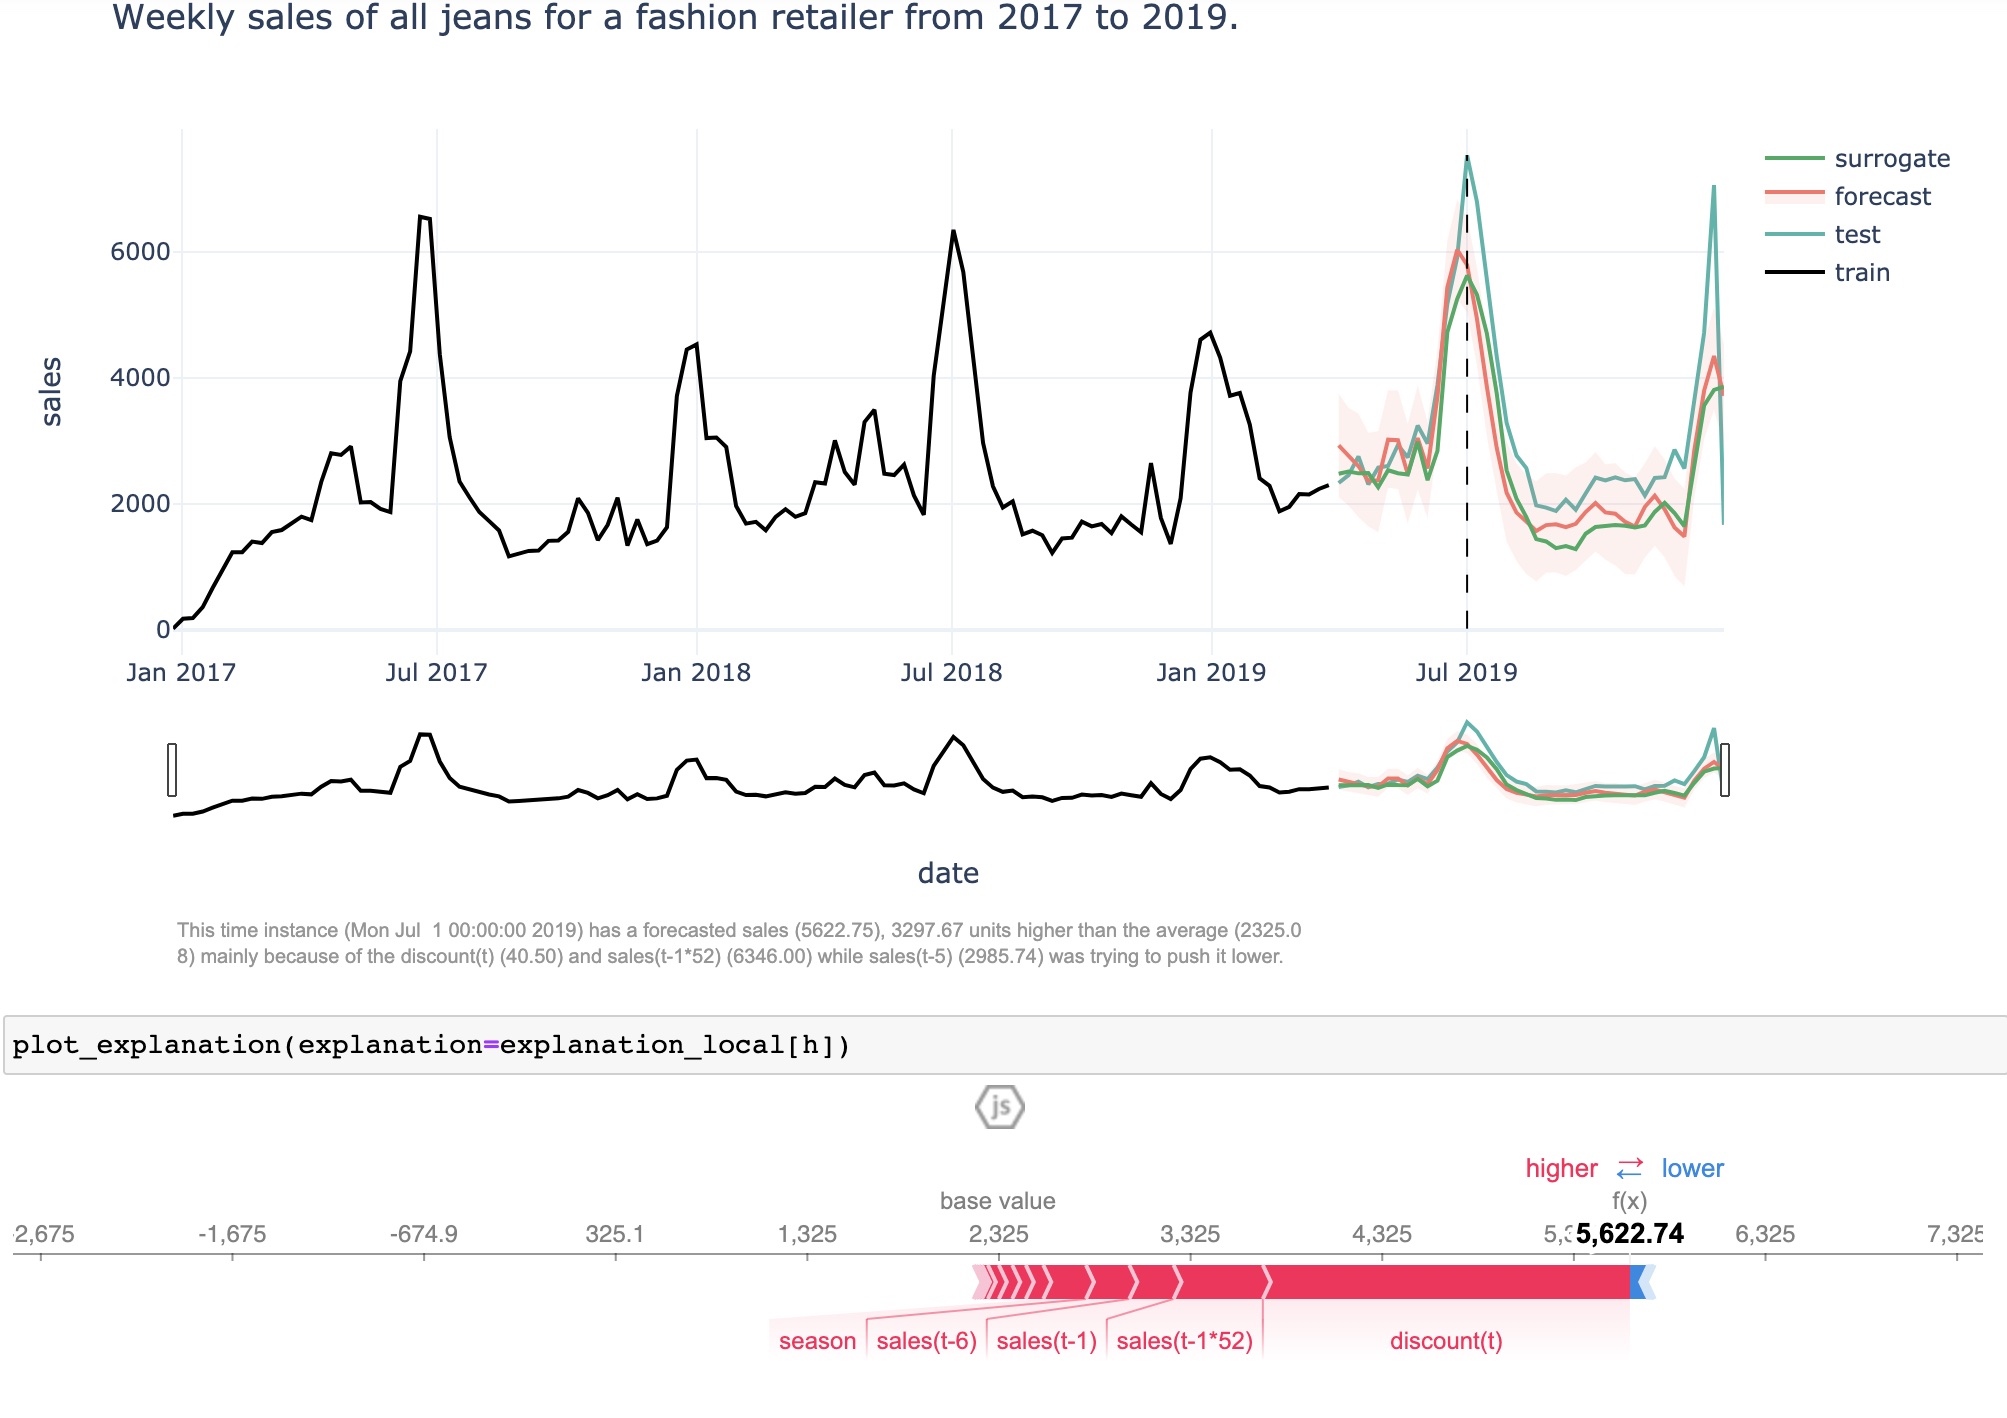 Weekly sales of all jeans for a fashion retailer from 2017 to 2019.
surrogate
forecast
test
train
sales
6000
4000
2000
0
Jan 2017 Jul 2017 Jan 2018 Jul 2018 Jan 2019 Jul 2019
date
This time instance (Mon Jul  1 00:00:00 2019) has a forecasted sales (5622.75), 3297.67 units higher than the average (2325.0
8) mainly because of the discount(t) (40.50) and sales(t-1*52) (6346.00) while sales(t-5) (2985.74) was trying to push it lower.
plot_explanation(explanation=explanation_local[h])
js
higher lower
base value f(x)
2,675 -1,675 -674.9 325.1 1,325 2,325 3,325 4,325 5,622.74 6,325 7,325
season sales(t-6) sales(t-1) sales(t-1*52) discount(t)